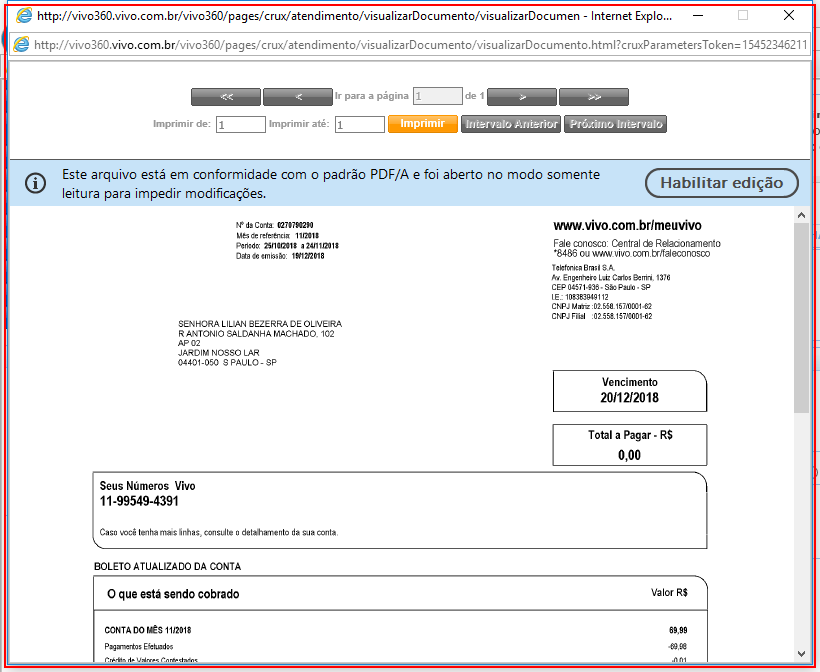 http://vivo360.vivo.com.br/vivo360/pages/crux/atendimento/visualizarDocumento/visualizarDocumen - Internet Explo...
http://vivo360.vivo.com.br/vivo360/pages/crux/atendimento/visualizarDocumento/visualizarDocumento.html?cruxParametersToken=15452346211
<< < Ir para a página 1 de 1 > >>
Imprimir de: 1 Imprimir até: 1 Imprimir Intervalo Anterior Próximo Intervalo
Este arquivo está em conformidade com o padrão PDF/A e foi aberto no modo somente
leitura para impedir modificações.
Habilitar edição
Nº da Conta: 0270790290
Mês de referência: 11/2018
Período: 25/10/2018 a 24/11/2018
Data de emissão: 19/12/2018
www.vivo.com.br/meuvivo
Fale conosco: Central de Relacionamento
*8486 ou www.vivo.com.br/faleconosco
Telefonica Brasil S.A.
Av. Engenheiro Luiz Carlos Berrini, 1376
CEP 04571-936 - São Paulo - SP
I.E.: 108383949112
CNPJ Matriz :02.558.157/0001-62
CNPJ Filial :02.558.157/0001-62
SENHORA LILIAN BEZERRA DE OLIVEIRA
R ANTONIO SALDANHA MACHADO, 102
AP 02
JARDIM NOSSO LAR
04401-050 S PAULO - SP
Vencimento
20/12/2018
Total a Pagar - R$
0,00
Seus Números Vivo
11-99549-4391
Caso você tenha mais linhas, consulte o detalhamento da sua conta.
BOLETO ATUALIZADO DA CONTA
O que está sendo cobrado Valor R$
CONTA DO MÊS 11/2018 69,99
Pagamentos Efetuados -69,98
Crédito de Valores Contestados -0,01